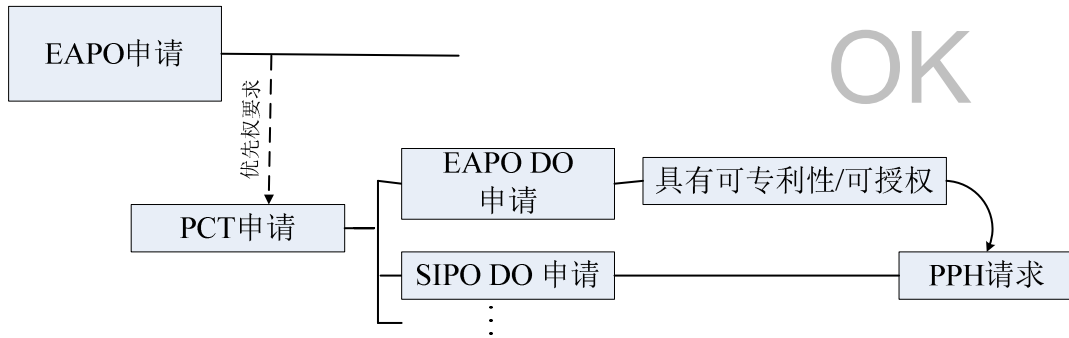 EAPO申请
OK
优先权要求
EAPO DO
申请
具有可专利性/可授权
PCT申请
SIPO DO 申请
PPH请求